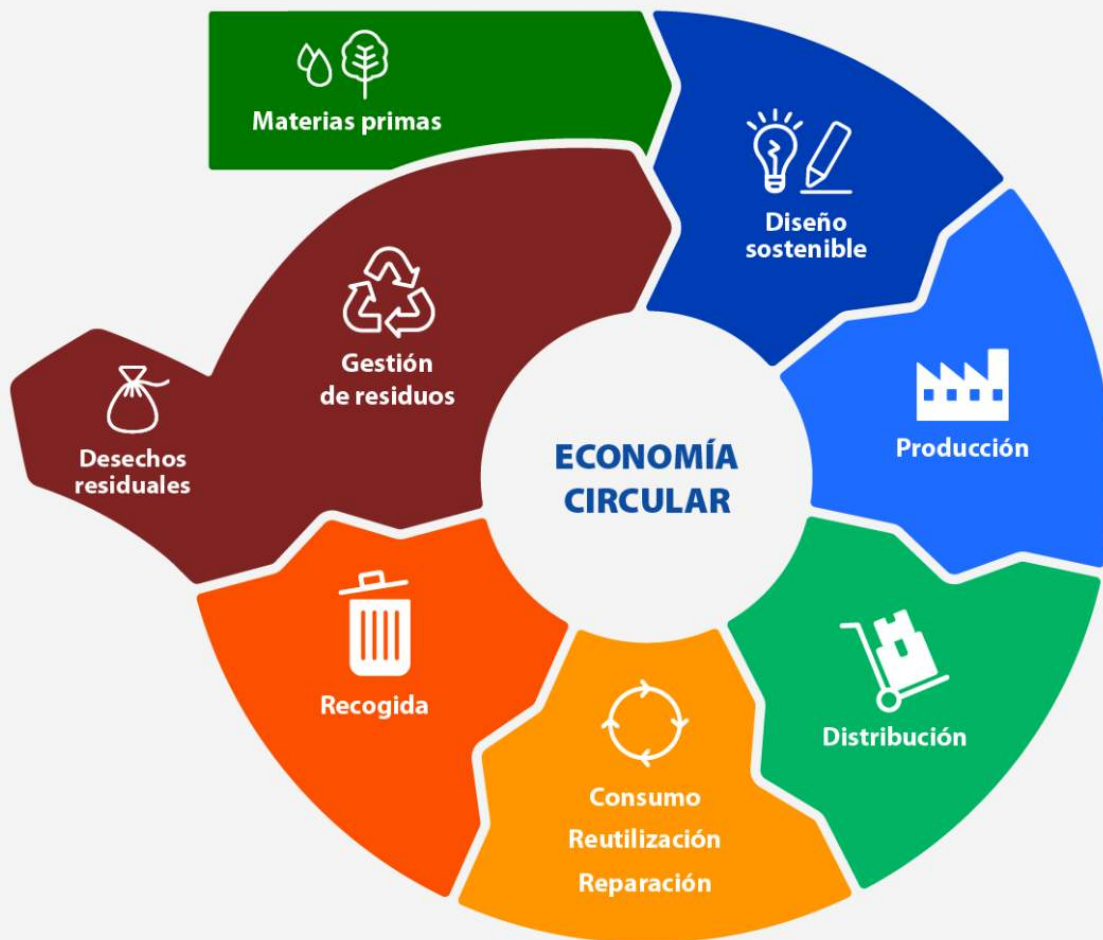 Materias primas
Diseño
sostenible
Producción
Distribución
Consumo
Reutilización
Reparación
Recogida
Gestión
de residuos
Desechos
residuales
ECONOMÍA
CIRCULAR